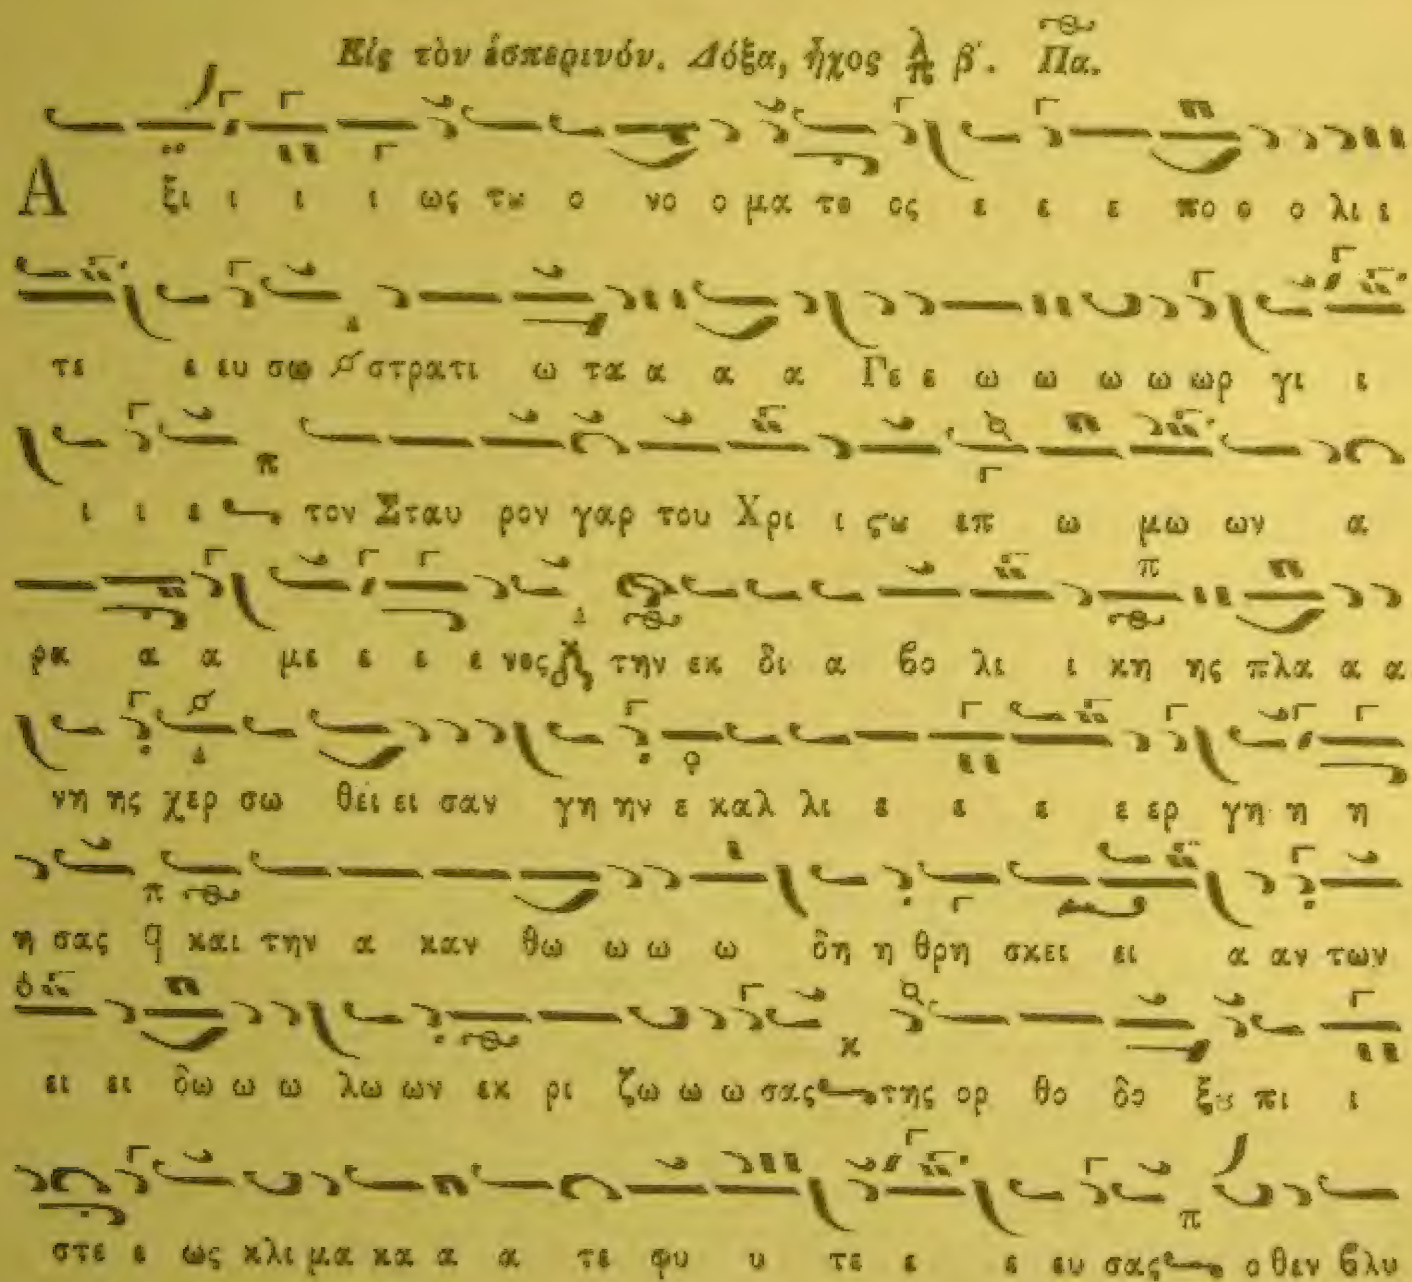 Εἰς τὸν ἑσπερινόν. Δόξα, ἦχος πλ β΄. Πα.
Α ξι ι ι ι ως τω ο νο ο μα το ος ε ε ε πο ο ο λι ι
τε ε ευ σω στρατι ω τα α α α Γε ε ω ω ω ω ωρ γι ι
ι ι ε τον Σταυ ρον γαρ του Χρι ι ςω επ ω μω ων α
ρα α α με ε ε ε νος την εκ δι α βο λι ι κη ης πλα α α
νη ης χερ σω θει ει σαν γη ην ε καλ λι ε ε ε ε ερ γη η η
η σας και την α καν θω ω ω ω δη η θρη σκει ει α αν των
ει ει δω ω ω λω ων εκ ρι ζω ω ω σας της ορ θο δο ξȣ πι ι
στε ε ως κλι μα κα α α τε φυ υ τε ε ε ευ σας ο θεν βλυ